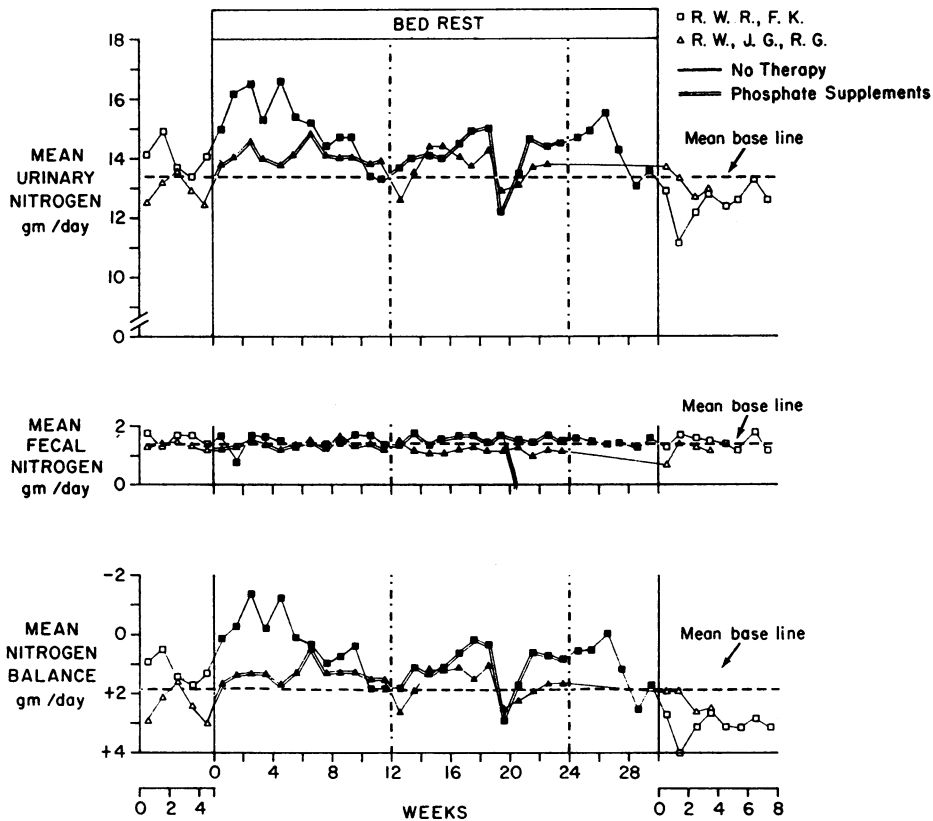 BED REST
□ R. W. R., F. K.
△ R. W., J. G., R. G.
No Therapy
Phosphate Supplements
Mean base line
MEAN
URINARY
NITROGEN
gm /day
18
16
14
12
10
0
MEAN
FECAL
NITROGEN
gm /day
2
0
Mean base line
MEAN
NITROGEN
BALANCE
gm /day
-2
0
+2
+4
Mean base line
0 4 8 12 16 20 24 28
0 2 4
WEEKS
0 2 4 6 8